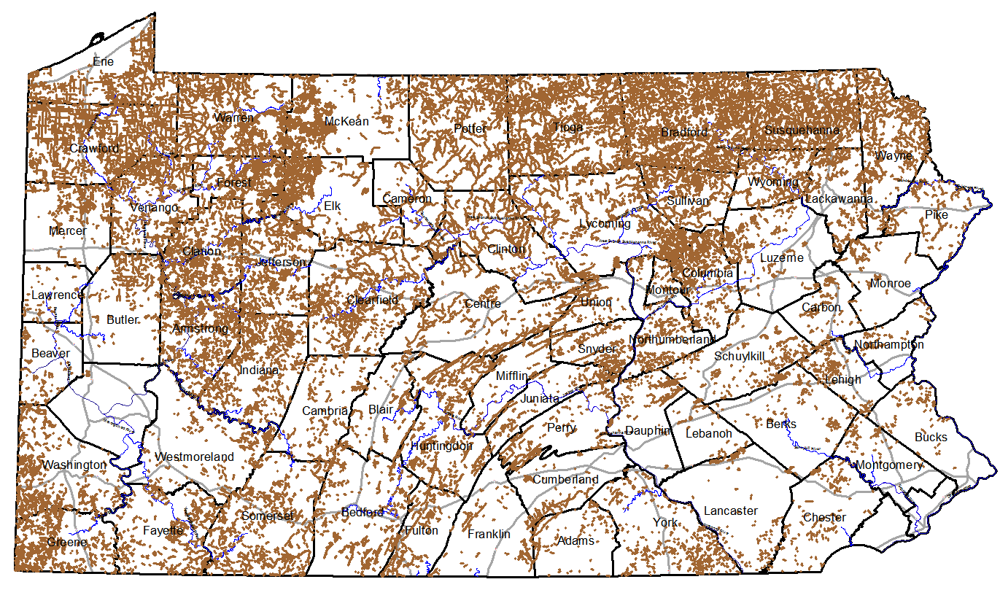 Erie
Warren
McKean
Potter
Tioga
Bradford
Susquehanna
Crawford
Wayne
Forest
Wyoming
Venango
Elk
Cameron
Sullivan
Lackawanna
Mercer
Lycoming
Pike
Clarion
Jefferson
Clinton
Luzerne
Columbia
Lawrence
Clearfield
Centre
Union
Montour
Monroe
Butler
Armstrong
Carbon
Beaver
Indiana
Snyder
Northumberland
Schuylkill
Northampton
Mifflin
Lehigh
Cambria
Blair
Juniata
Huntingdon
Perry
Dauphin
Lebanon
Berks
Bucks
Washington
Westmoreland
Cumberland
Montgomery
Greene
Fayette
Somerset
Bedford
Fulton
Franklin
Adams
York
Lancaster
Chester